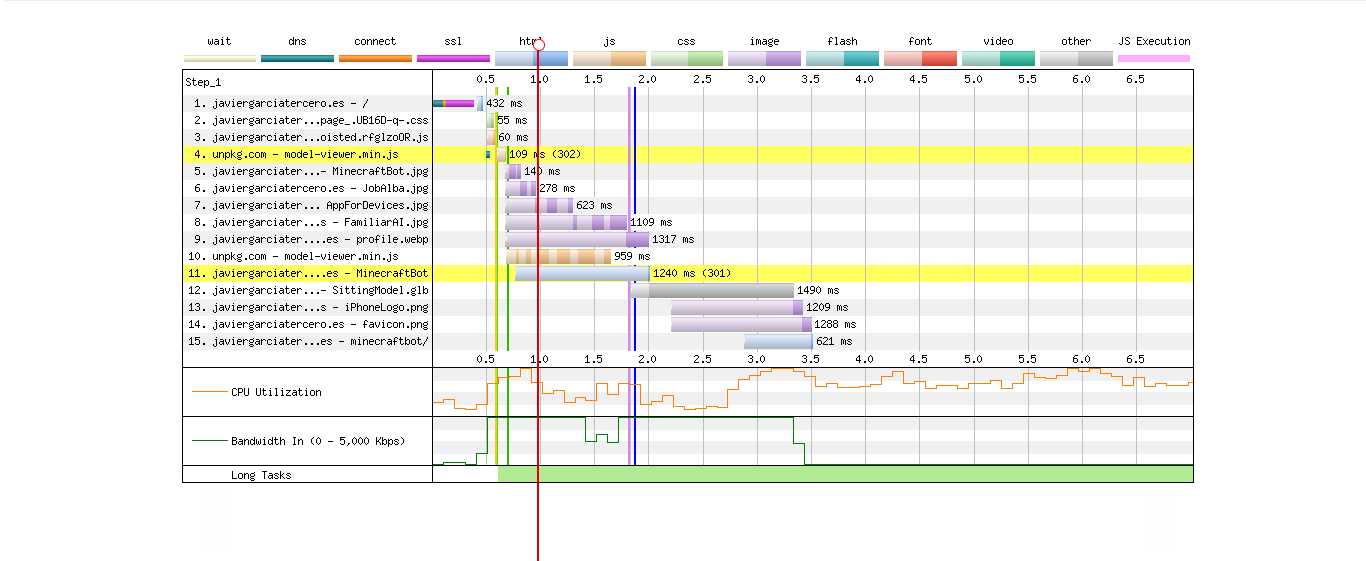 wait dns connect ssl html js css image flash font video other JS Execution
Step_1 0.5 1.0 1.5 2.0 2.5 3.0 3.5 4.0 4.5 5.0 5.5 6.0 6.5
1. javiergarciatercero.es - / 432 ms
2. javiergarciater...page_.UB16D-q-.css 55 ms
3. javiergarciater...oisted.rfglzoOR.js 60 ms
4. unpkg.com - model-viewer.min.js 109 ms (302)
5. javiergarciater...- MinecraftBot.jpg 140 ms
6. javiergarciatercero.es - JobAlba.jpg 278 ms
7. javiergarciater... AppForDevices.jpg 623 ms
8. javiergarciater...s - FamiliarAI.jpg 1109 ms
9. javiergarciater....es - profile.webp 1317 ms
10. unpkg.com - model-viewer.min.js 959 ms
11. javiergarciater....es - MinecraftBot 1240 ms (301)
12. javiergarciater...- SittingModel.glb 1490 ms
13. javiergarciater...s - iPhoneLogo.png 1209 ms
14. javiergarciatercero.es - favicon.png 1288 ms
15. javiergarciater...es - minecraftbot/ 621 ms
0.5 1.0 1.5 2.0 2.5 3.0 3.5 4.0 4.5 5.0 5.5 6.0 6.5
CPU Utilization
Bandwidth In (0 - 5,000 Kbps)
Long Tasks